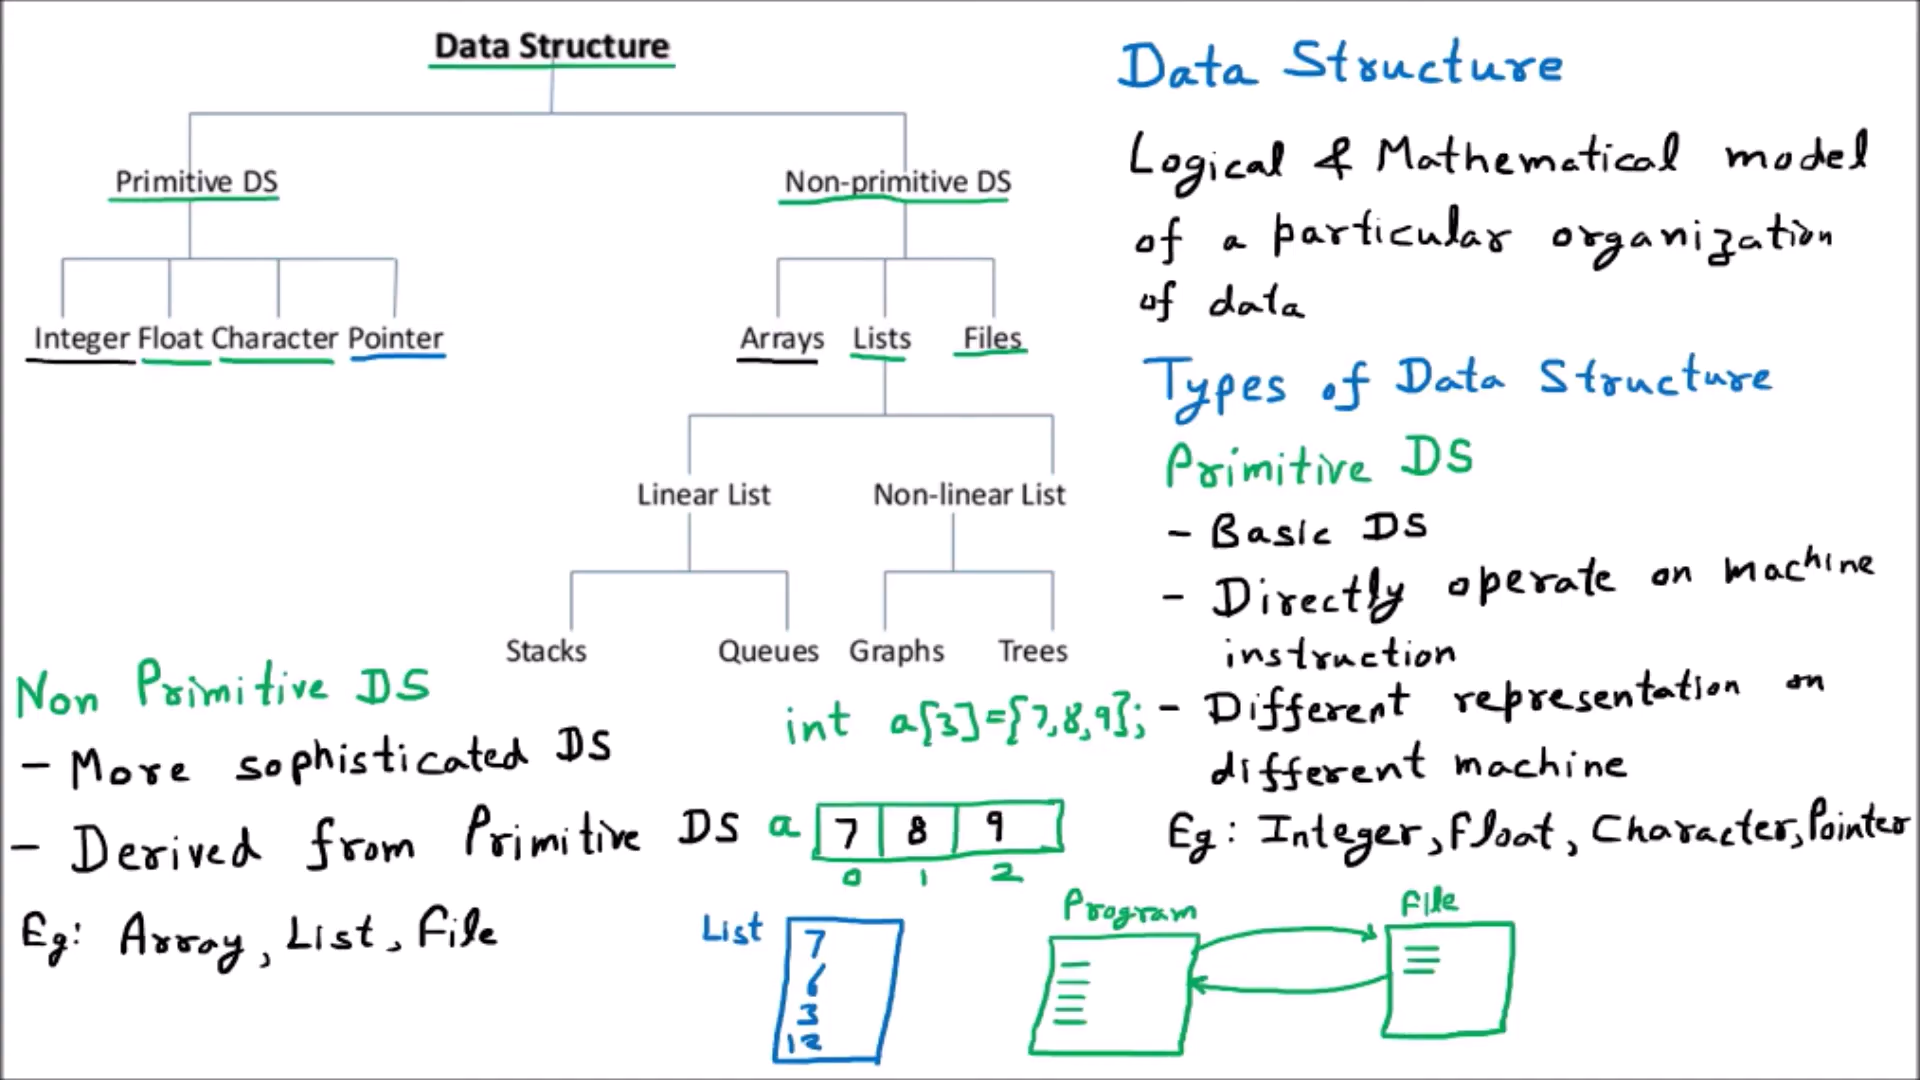 Data Structure
Primitive DS
Non-primitive DS
Integer Float Character Pointer
Arrays Lists Files
Linear List
Non-linear List
Stacks
Queues
Graphs
Trees
Data Structure
Logical & Mathematical model
of a particular organization
of data
Types of Data Structure
Primitive DS
- Basic DS
- Directly operate on machine
instruction
- Different representation on
different machine
Eg: Integer, Float, Character, Pointer
Non Primitive DS
- More sophisticated DS
- Derived from Primitive DS
Eg: Array, List, File
int a[3]={7,8,9};
a 7 8 9
0 1 2
List
7
6
3
12
Program
File